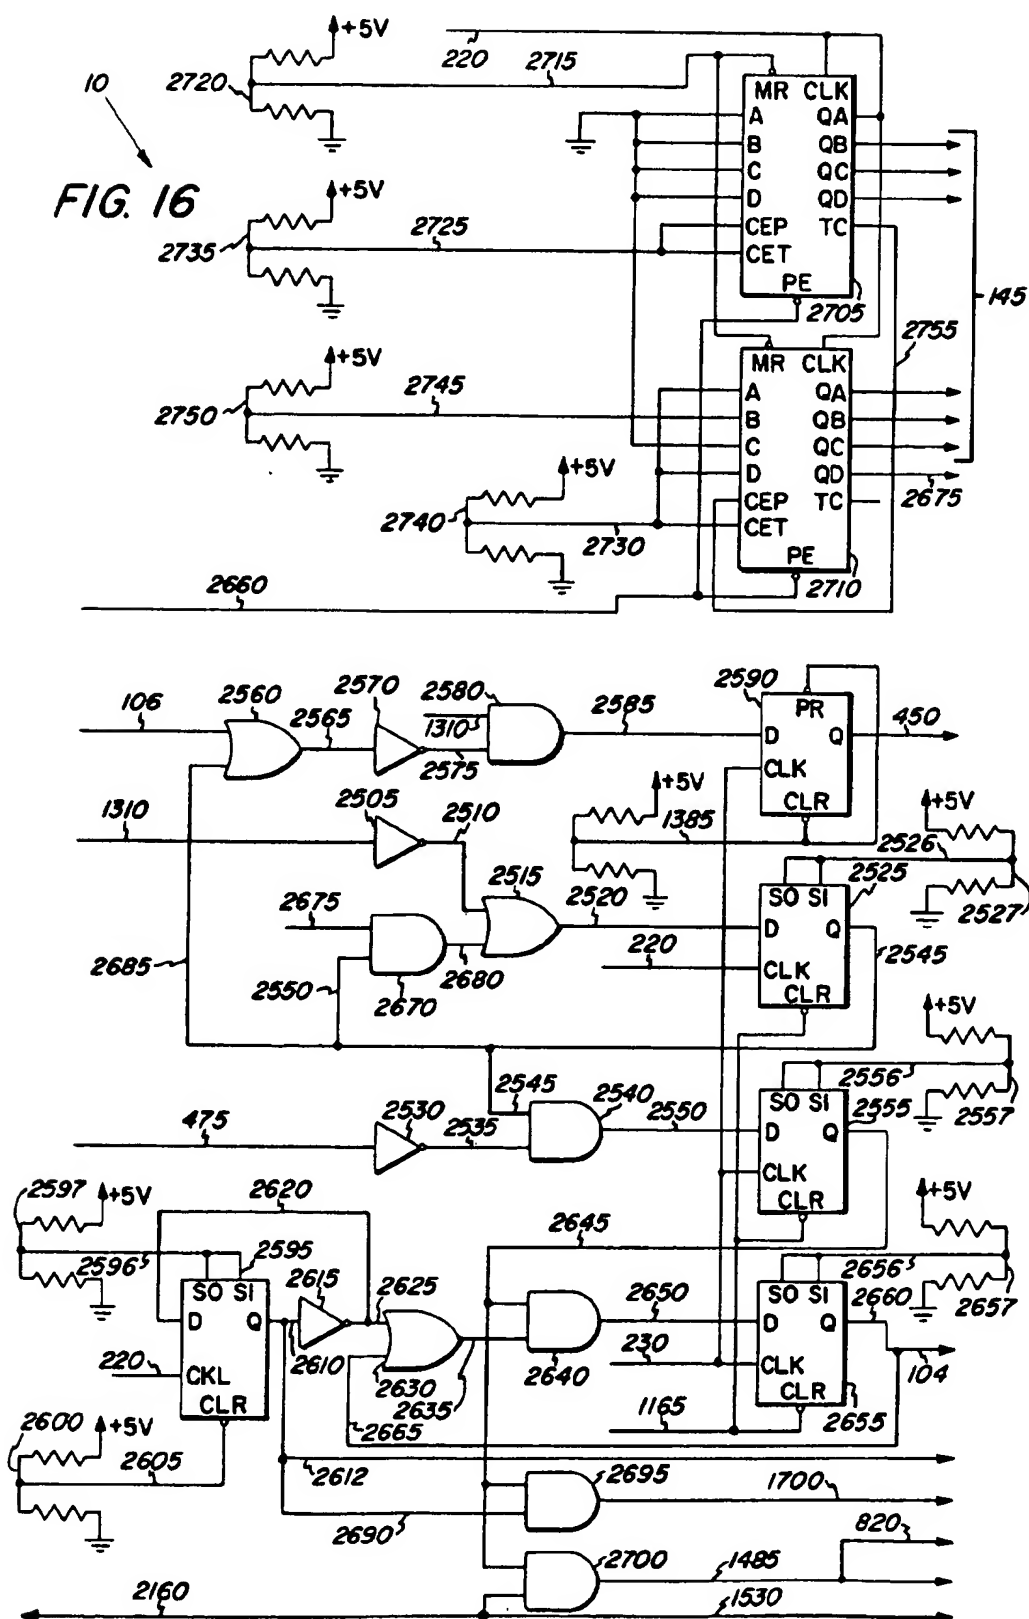 +5V
220
2715
2720
10
MR CLK
A QA
B QB
C QC
D QD
CEP TC
CET
PE
2705
FIG. 16
+5V
2725
2735
145
2755
+5V
2745
2750
MR CLK
A QA
B QB
C QC
D QD
2675
CEP TC
CET
PE
2710
+5V
2740
2730
2660
106
2560
2565
2570
2580
1310
2575
2585
2590
PR
D Q
CLK
CLR
450
1310
2505
2510
+5V
1385
+5V
2526
2527
2515
2520
2525
SO SI
D Q
CLK
CLR
2675
2685
2550
2670
2680
220
2545
+5V
2556
2557
2545
2540
2550
2555
SO SI
D Q
CLK
CLR
475
2530
2535
2597
+5V
2596
2620
2595
SO SI
D Q
CKL
CLR
220
2615
2610
2625
2630
2635
2665
2645
2640
2650
230
1165
+5V
2656
2657
2660
SO SI
D Q
CLK
CLR
2655
104
2600
+5V
2605
2612
2690
2695
1700
820
2700
1485
2160
1530